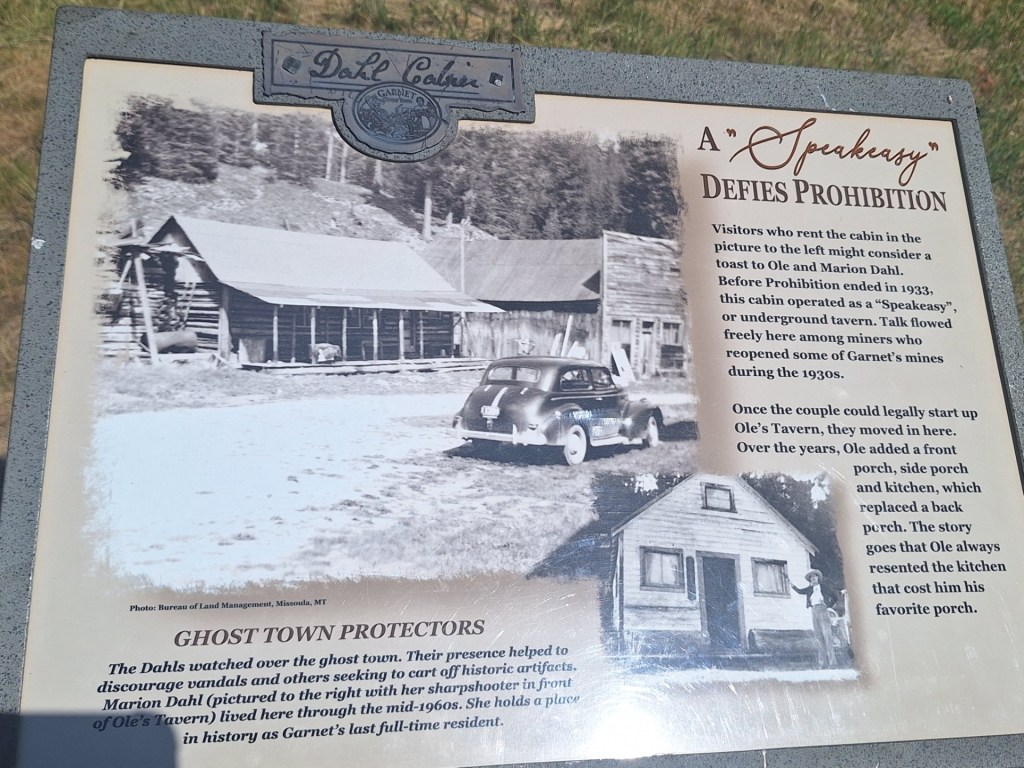 Dahl Cabin
GARNET
A "Speakeasy"
DEFIES PROHIBITION
Visitors who rent the cabin in the
picture to the left might consider a
toast to Ole and Marion Dahl.
Before Prohibition ended in 1933,
this cabin operated as a “Speakeasy”,
or underground tavern. Talk flowed
freely here among miners who
reopened some of Garnet’s mines
during the 1930s.
Once the couple could legally start up
Ole’s Tavern, they moved in here.
Over the years, Ole added a front
porch, side porch
and kitchen, which
replaced a back
porch. The story
goes that Ole always
resented the kitchen
that cost him his
favorite porch.
Photo: Bureau of Land Management, Missoula, MT
GHOST TOWN PROTECTORS
The Dahls watched over the ghost town. Their presence helped to
discourage vandals and others seeking to cart off historic artifacts.
Marion Dahl (pictured to the right with her sharpshooter in front
of Ole’s Tavern) lived here through the mid-1960s. She holds a place
in history as Garnet’s last full-time resident.